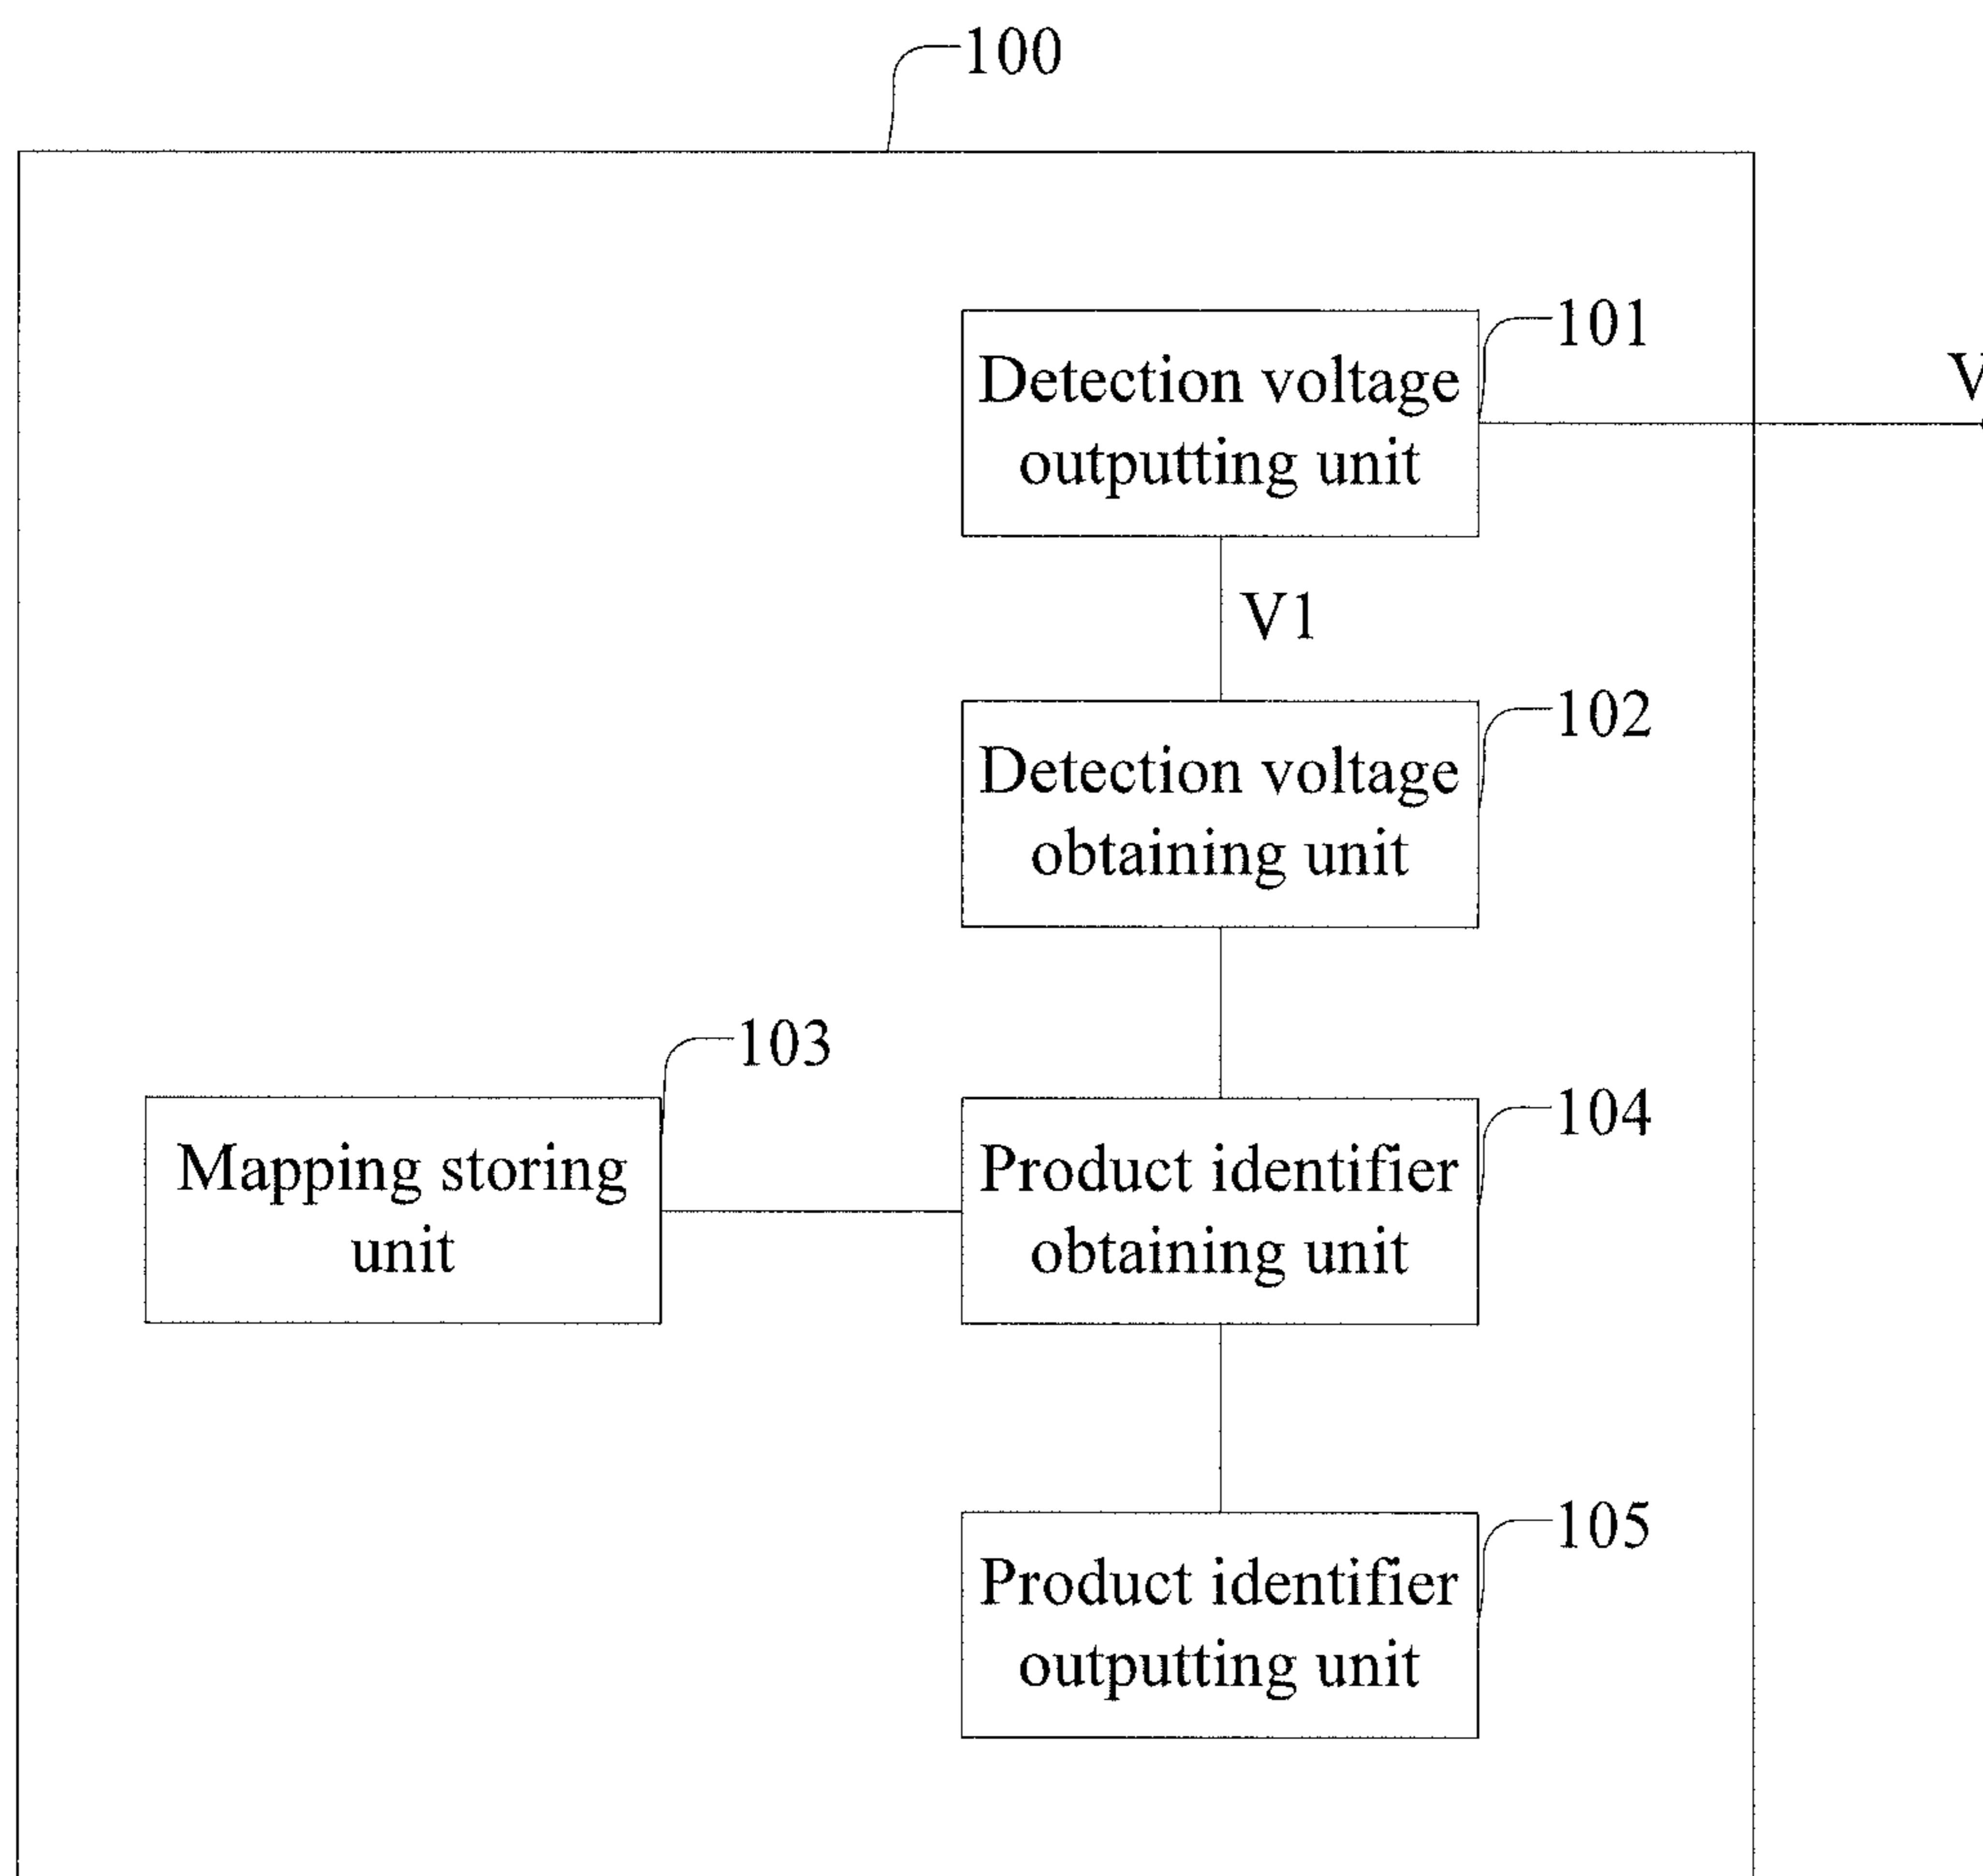 100
101
Detection voltage
outputting unit
V
V1
102
Detection voltage
obtaining unit
103
Mapping storing
unit
104
Product identifier
obtaining unit
105
Product identifier
outputting unit